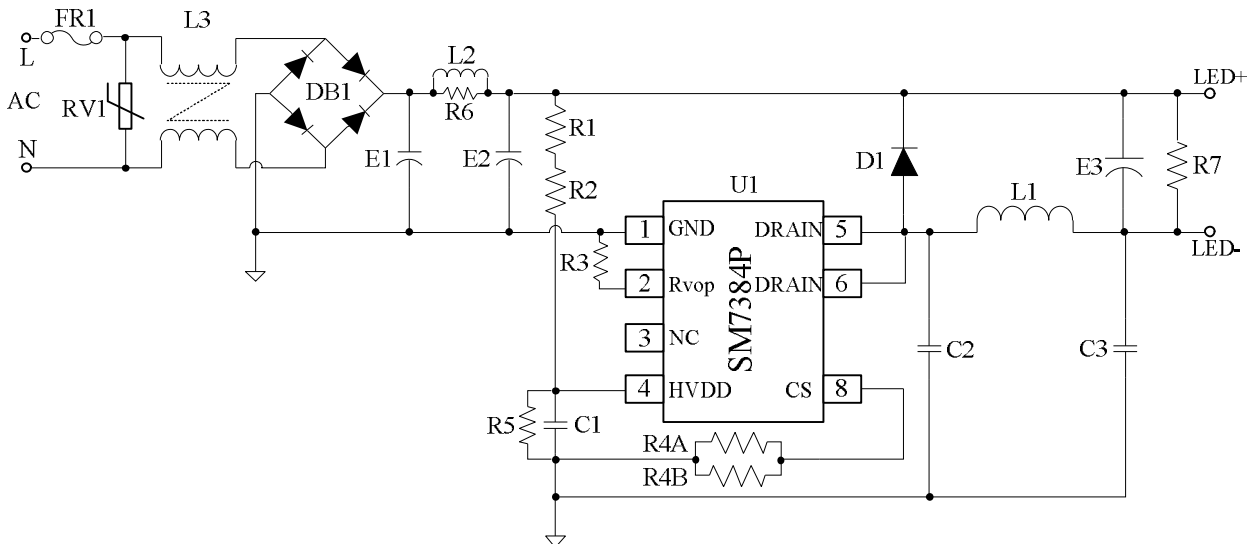 FR1
L3
L
AC
RV1
N
DB1
L2
R6
E1
E2
R1
R2
LED+
D1
E3
R7
L1
LED-
U1
SM7384P
1 GND
2 Rvop
3 NC
4 HVDD
DRAIN 5
DRAIN 6
CS 8
R3
C2
C3
R5
C1
R4A
R4B